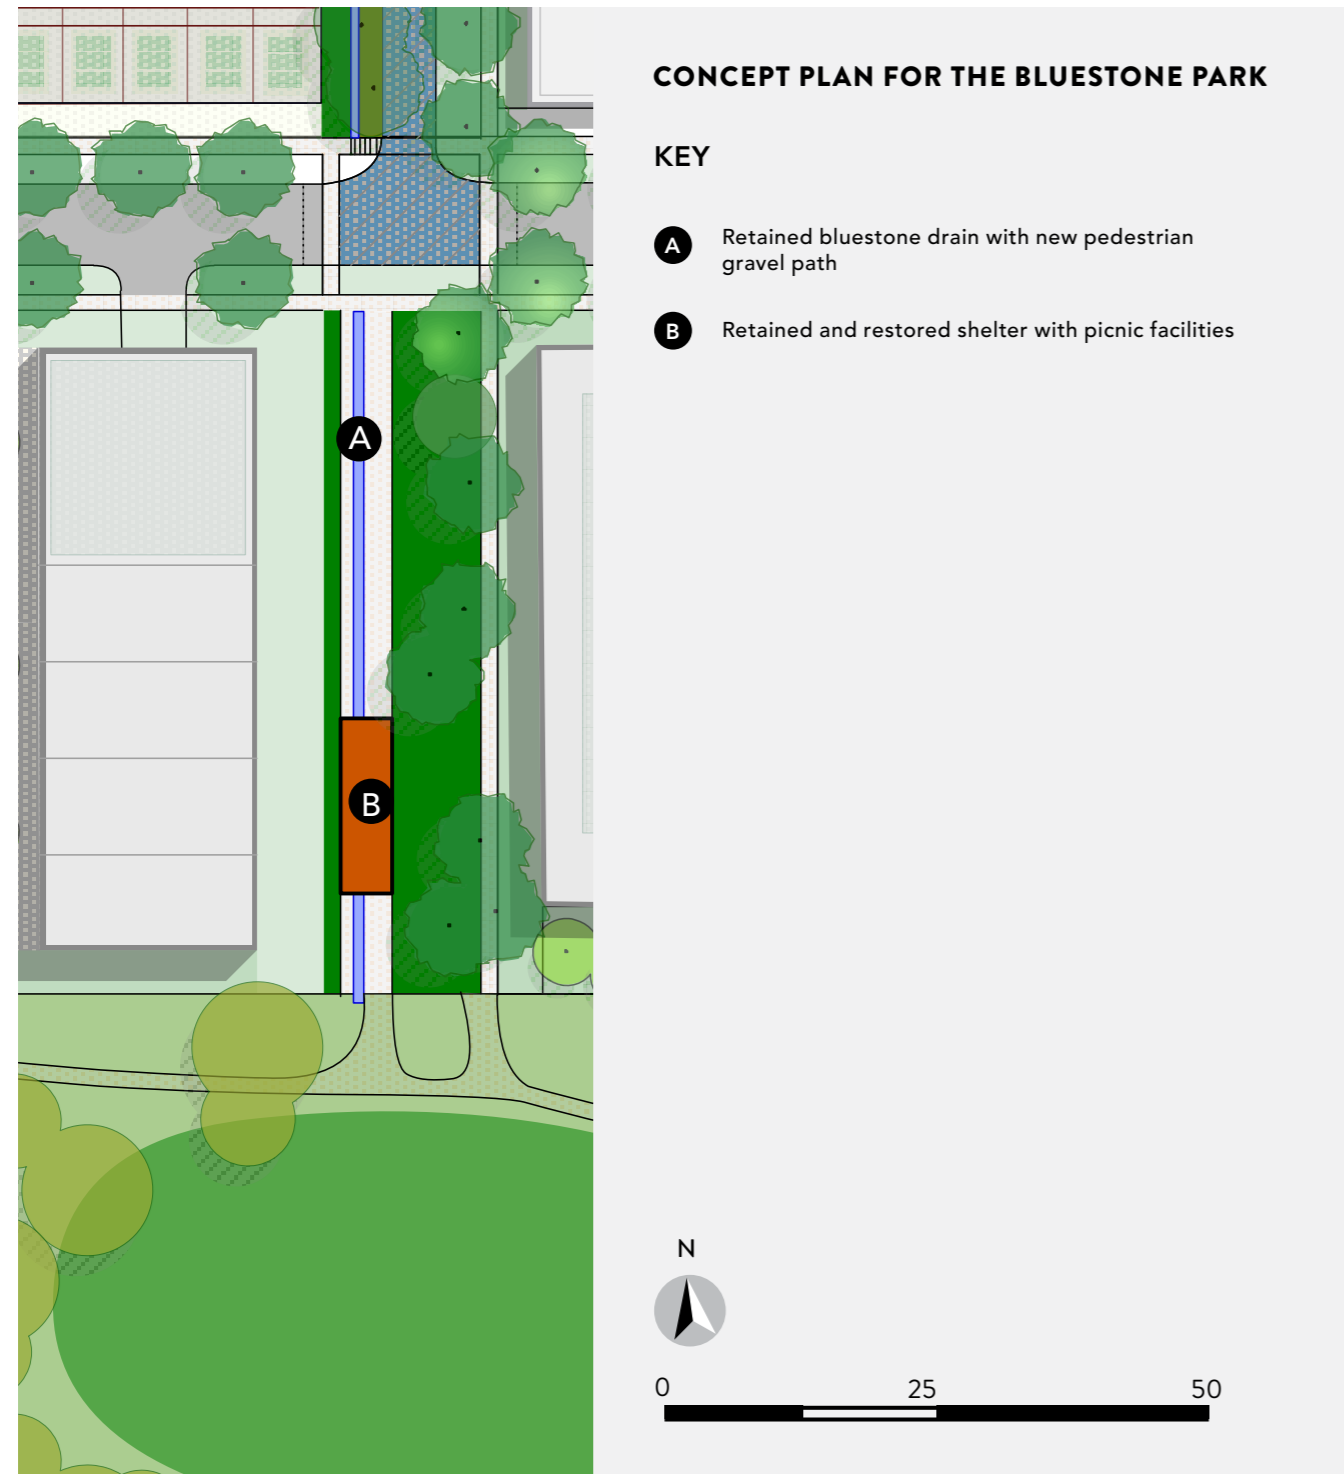 CONCEPT PLAN FOR THE BLUESTONE PARK
KEY
A Retained bluestone drain with new pedestrian
gravel path
B Retained and restored shelter with picnic facilities
A
B
N
0 25 50